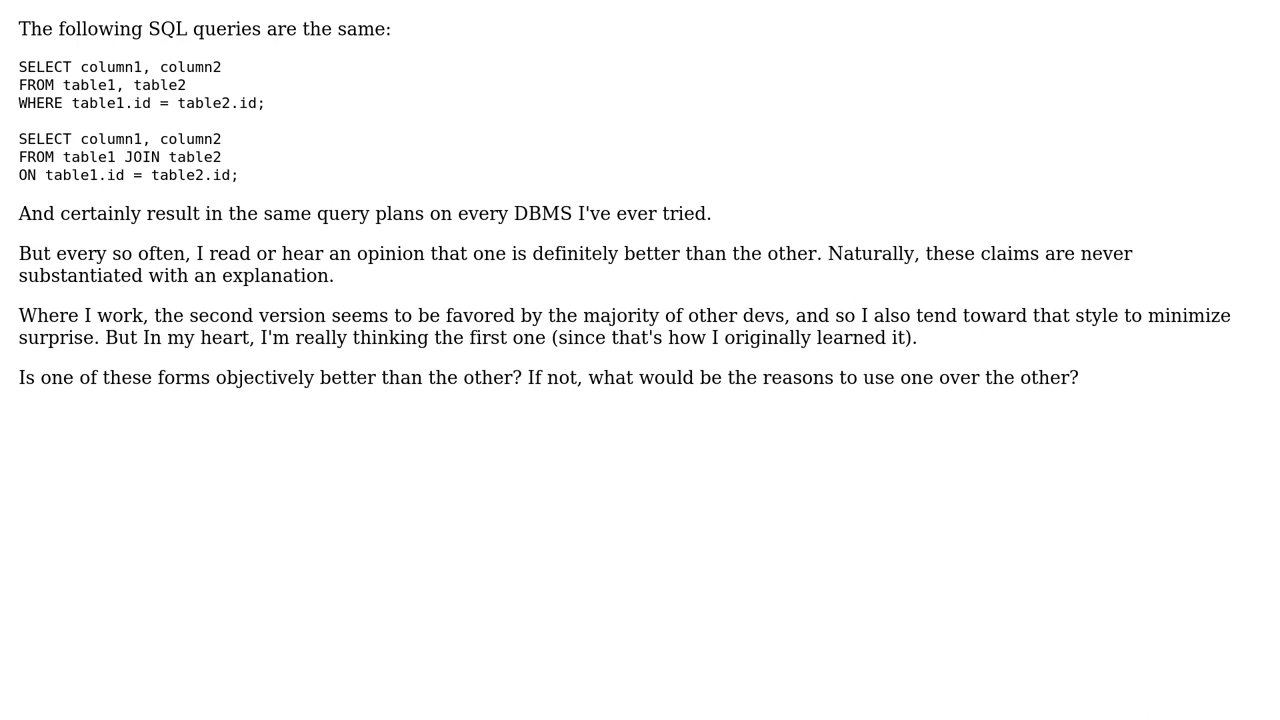 The following SQL queries are the same:
SELECT column1, column2
FROM table1, table2
WHERE table1.id = table2.id;
SELECT column1, column2
FROM table1 JOIN table2
ON table1.id = table2.id;
And certainly result in the same query plans on every DBMS I've ever tried.
But every so often, I read or hear an opinion that one is definitely better than the other. Naturally, these claims are never
substantiated with an explanation.
Where I work, the second version seems to be favored by the majority of other devs, and so I also tend toward that style to minimize
surprise. But In my heart, I'm really thinking the first one (since that's how I originally learned it).
Is one of these forms objectively better than the other? If not, what would be the reasons to use one over the other?